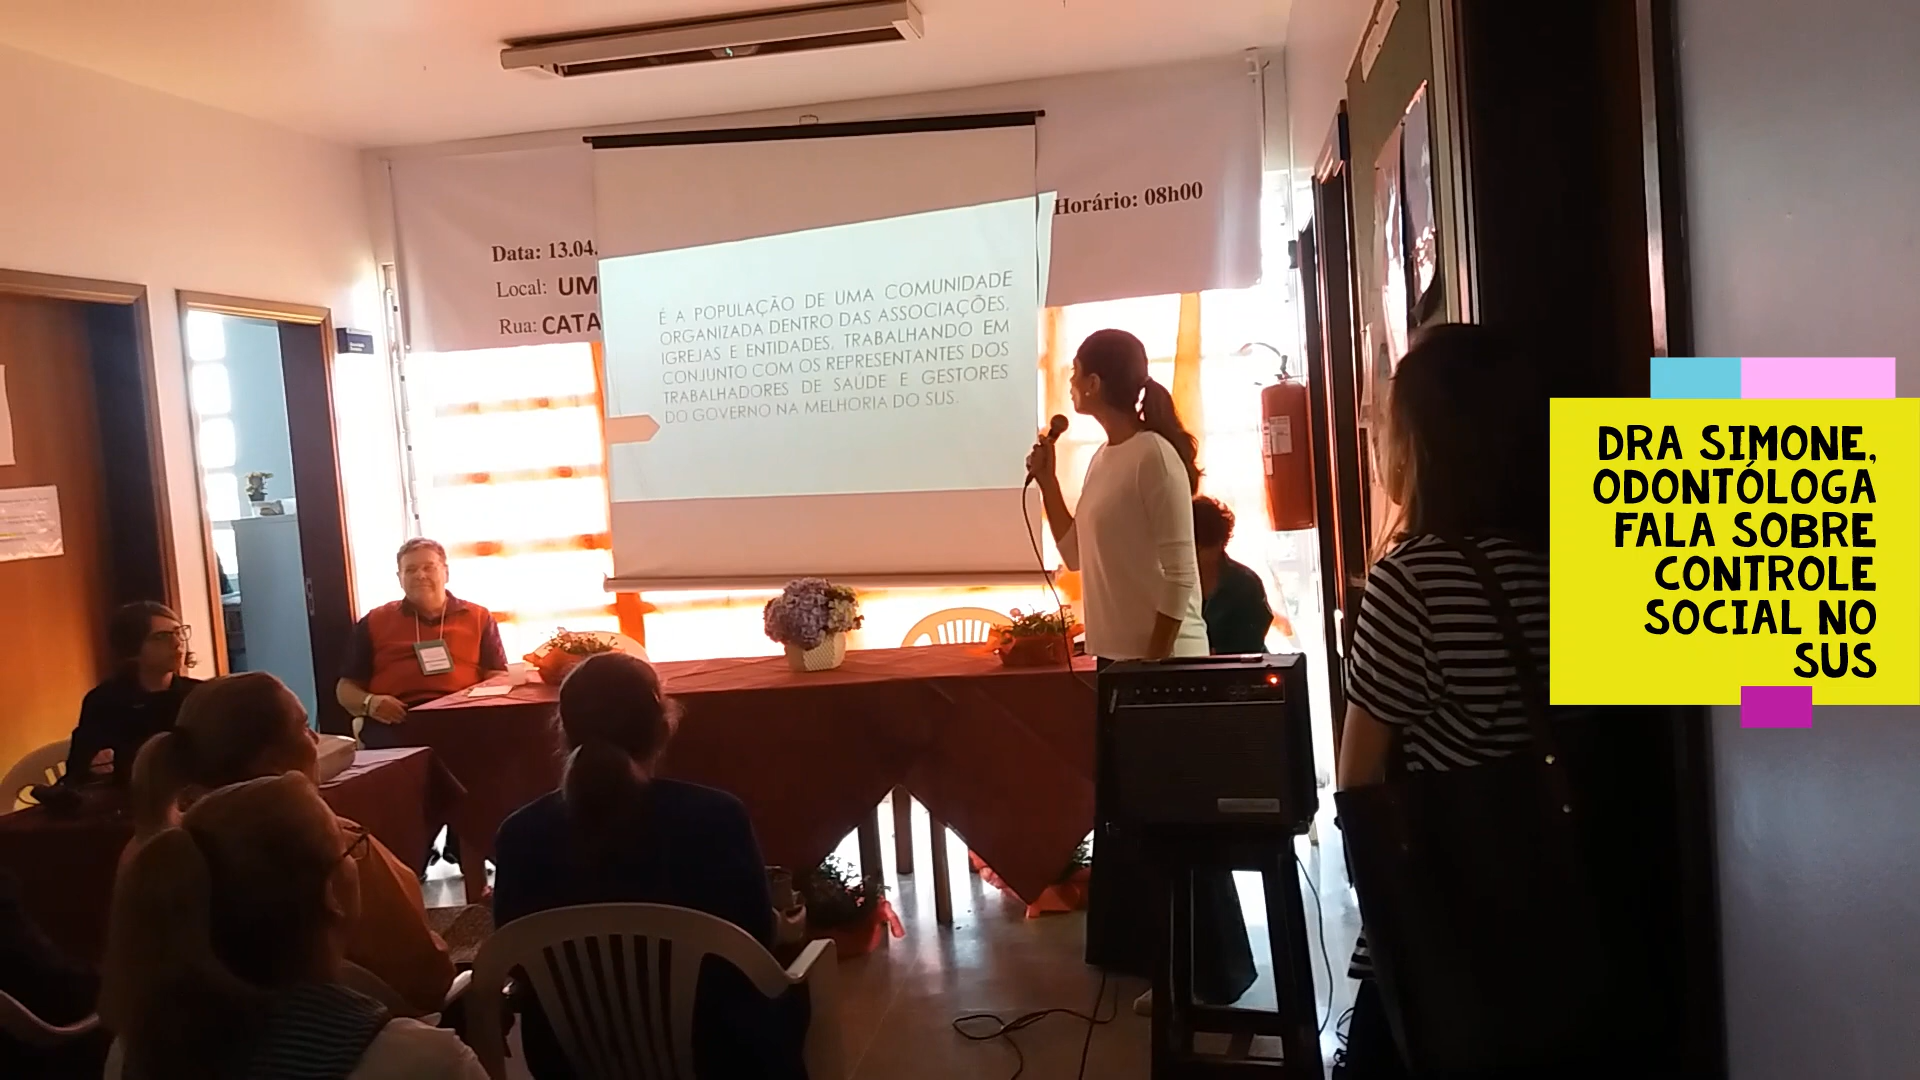 Horário: 08h00
Data: 13.04.
Local: UM
Rua: CATA
É A POPULAÇÃO DE UMA COMUNIDADE
ORGANIZADA DENTRO DAS ASSOCIAÇÕES,
IGREJAS E ENTIDADES, TRABALHANDO EM
CONJUNTO COM OS REPRESENTANTES DOS
TRABALHADORES DE SAÚDE E GESTORES
DO GOVERNO NA MELHORIA DO SUS.
DRA SIMONE,
ODONTÓLOGA
FALA SOBRE
CONTROLE
SOCIAL NO
SUS